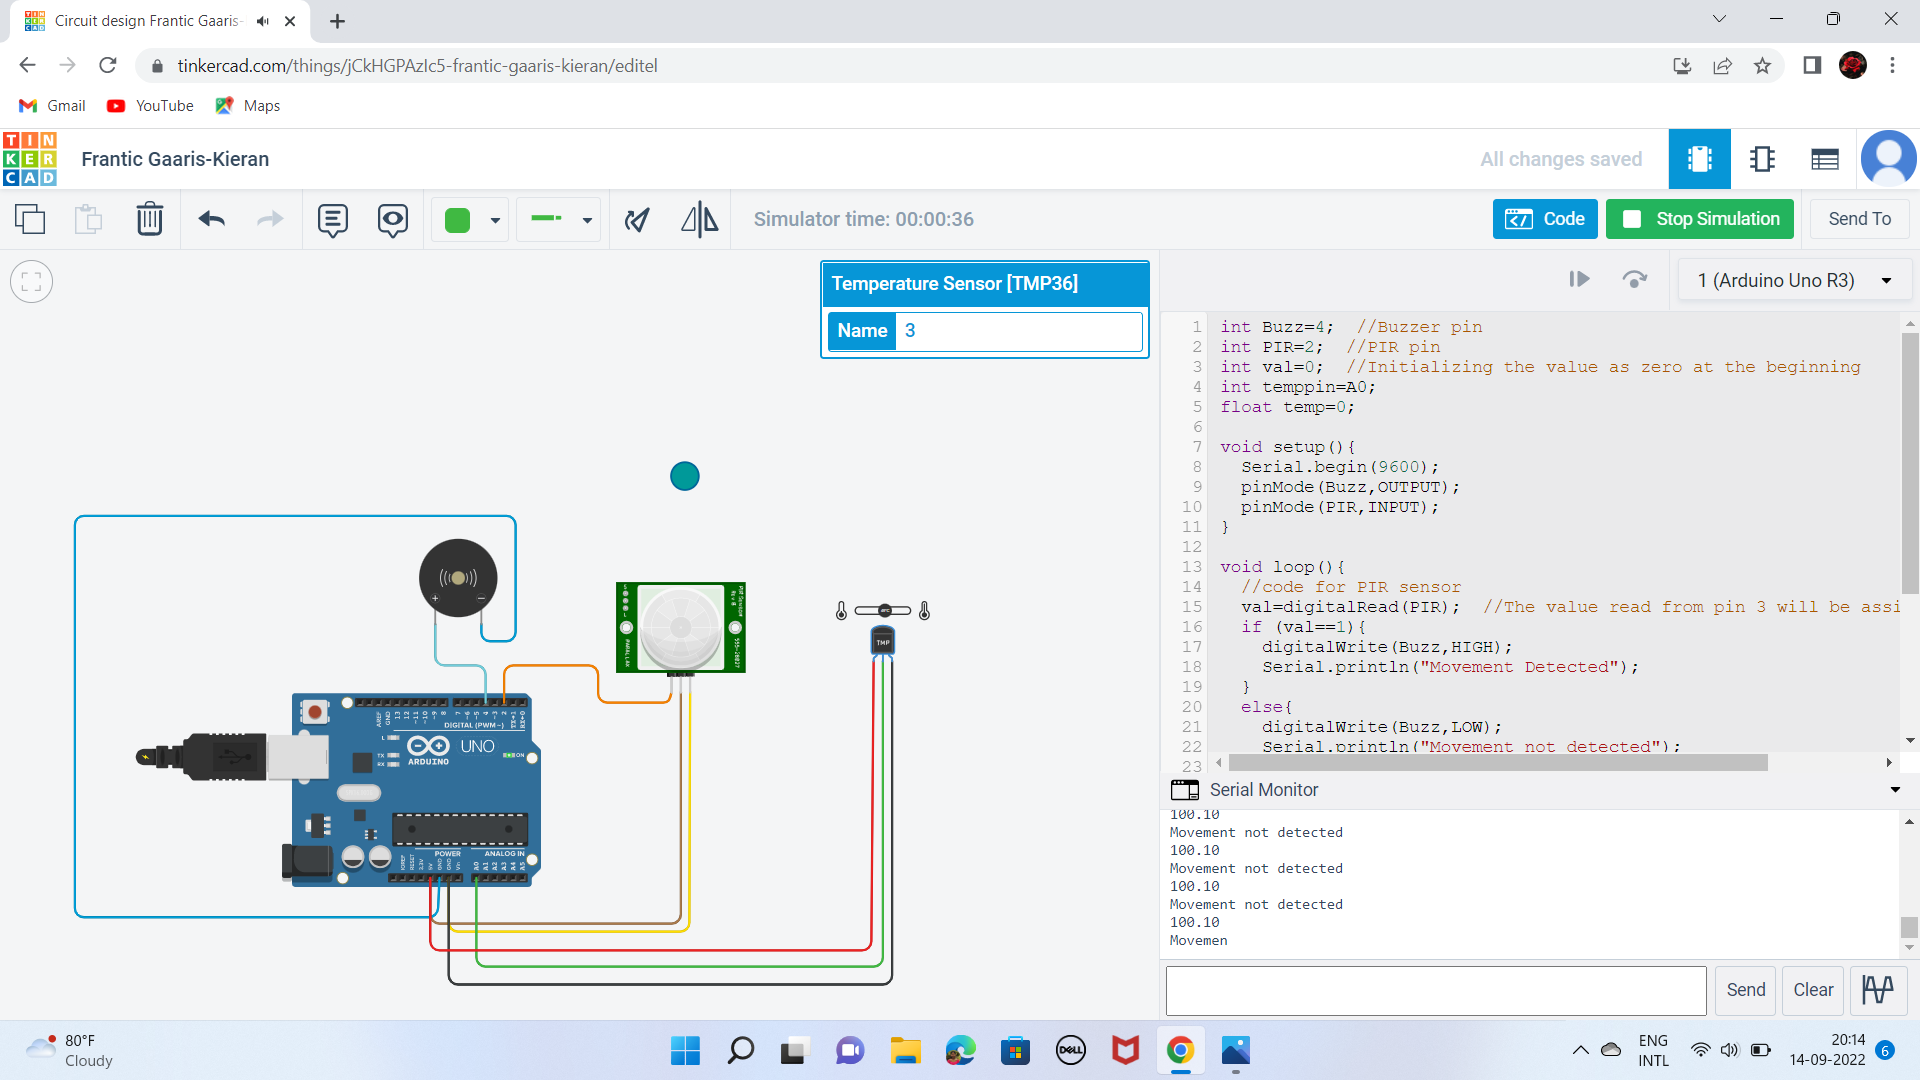 Circuit design Frantic Gaaris-
tinkercad.com/things/jCkHGPAzIc5-frantic-gaaris-kieran/editel
Gmail YouTube Maps
TIN
KER
CAD
Frantic Gaaris-Kieran
All changes saved
Simulator time: 00:00:36
Code
Stop Simulation
Send To
Temperature Sensor [TMP36]
Name 3
1 (Arduino Uno R3)
1 int Buzz=4; //Buzzer pin
2 int PIR=2; //PIR pin
3 int val=0; //Initializing the value as zero at the beginning
4 int temppin=A0;
5 float temp=0;
6
7 void setup(){
8 Serial.begin(9600);
9 pinMode(Buzz,OUTPUT);
10 pinMode(PIR,INPUT);
11 }
12
13 void loop(){
14 //code for PIR sensor
15 val=digitalRead(PIR); //The value read from pin 3 will be assi
16 if (val==1){
17 digitalWrite(Buzz,HIGH);
18 Serial.println("Movement Detected");
19 }
20 else{
21 digitalWrite(Buzz,LOW);
22 Serial.println("Movement not detected");
23
TMP
DIGITAL (PWM~)
UNO
ARDUINO
ON
TX
RX
L
POWER
ANALOG IN
Serial Monitor
100.10
Movement not detected
100.10
Movement not detected
100.10
Movement not detected
100.10
Movemen
Send
Clear
80°F
Cloudy
DELL
ENG
INTL
20:14
14-09-2022
6